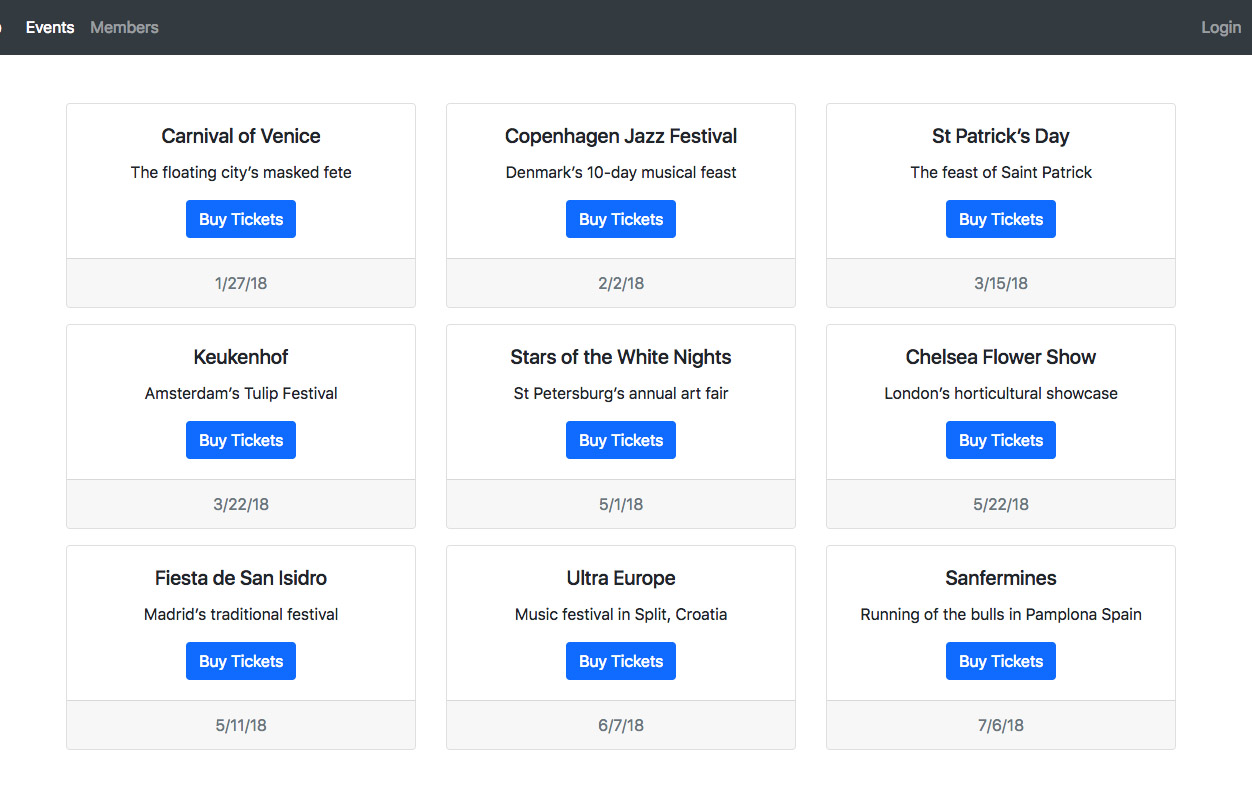 Events Members Login
Carnival of Venice
The floating city’s masked fete
Buy Tickets
1/27/18
Copenhagen Jazz Festival
Denmark’s 10-day musical feast
Buy Tickets
2/2/18
St Patrick’s Day
The feast of Saint Patrick
Buy Tickets
3/15/18
Keukenhof
Amsterdam’s Tulip Festival
Buy Tickets
3/22/18
Stars of the White Nights
St Petersburg’s annual art fair
Buy Tickets
5/1/18
Chelsea Flower Show
London’s horticultural showcase
Buy Tickets
5/22/18
Fiesta de San Isidro
Madrid’s traditional festival
Buy Tickets
5/11/18
Ultra Europe
Music festival in Split, Croatia
Buy Tickets
6/7/18
Sanfermines
Running of the bulls in Pamplona Spain
Buy Tickets
7/6/18